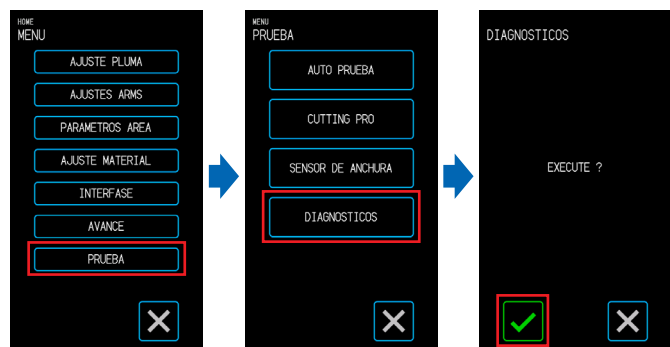 HOME
MENU
AJUSTE PLUMA
AJUSTES ARMS
PARAMETROS AREA
AJUSTE MATERIAL
INTERFASE
AVANCE
PRUEBA
MENU
PRUEBA
AUTO PRUEBA
CUTTING PRO
SENSOR DE ANCHURA
DIAGNOSTICOS
DIAGNOSTICOS
EXECUTE ?